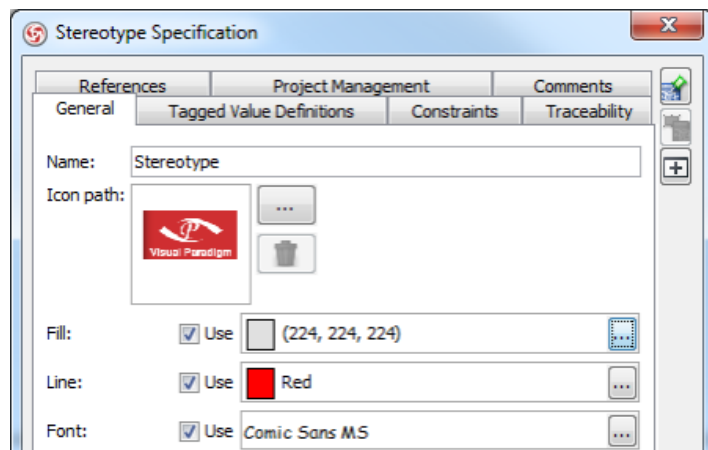 Stereotype Specification
References Project Management Comments
General Tagged Value Definitions Constraints Traceability
Name: Stereotype
Icon path:
...
Visual Paradigm
Fill: Use (224, 224, 224) ...
Line: Use Red ...
Font: Use Comic Sans MS ...